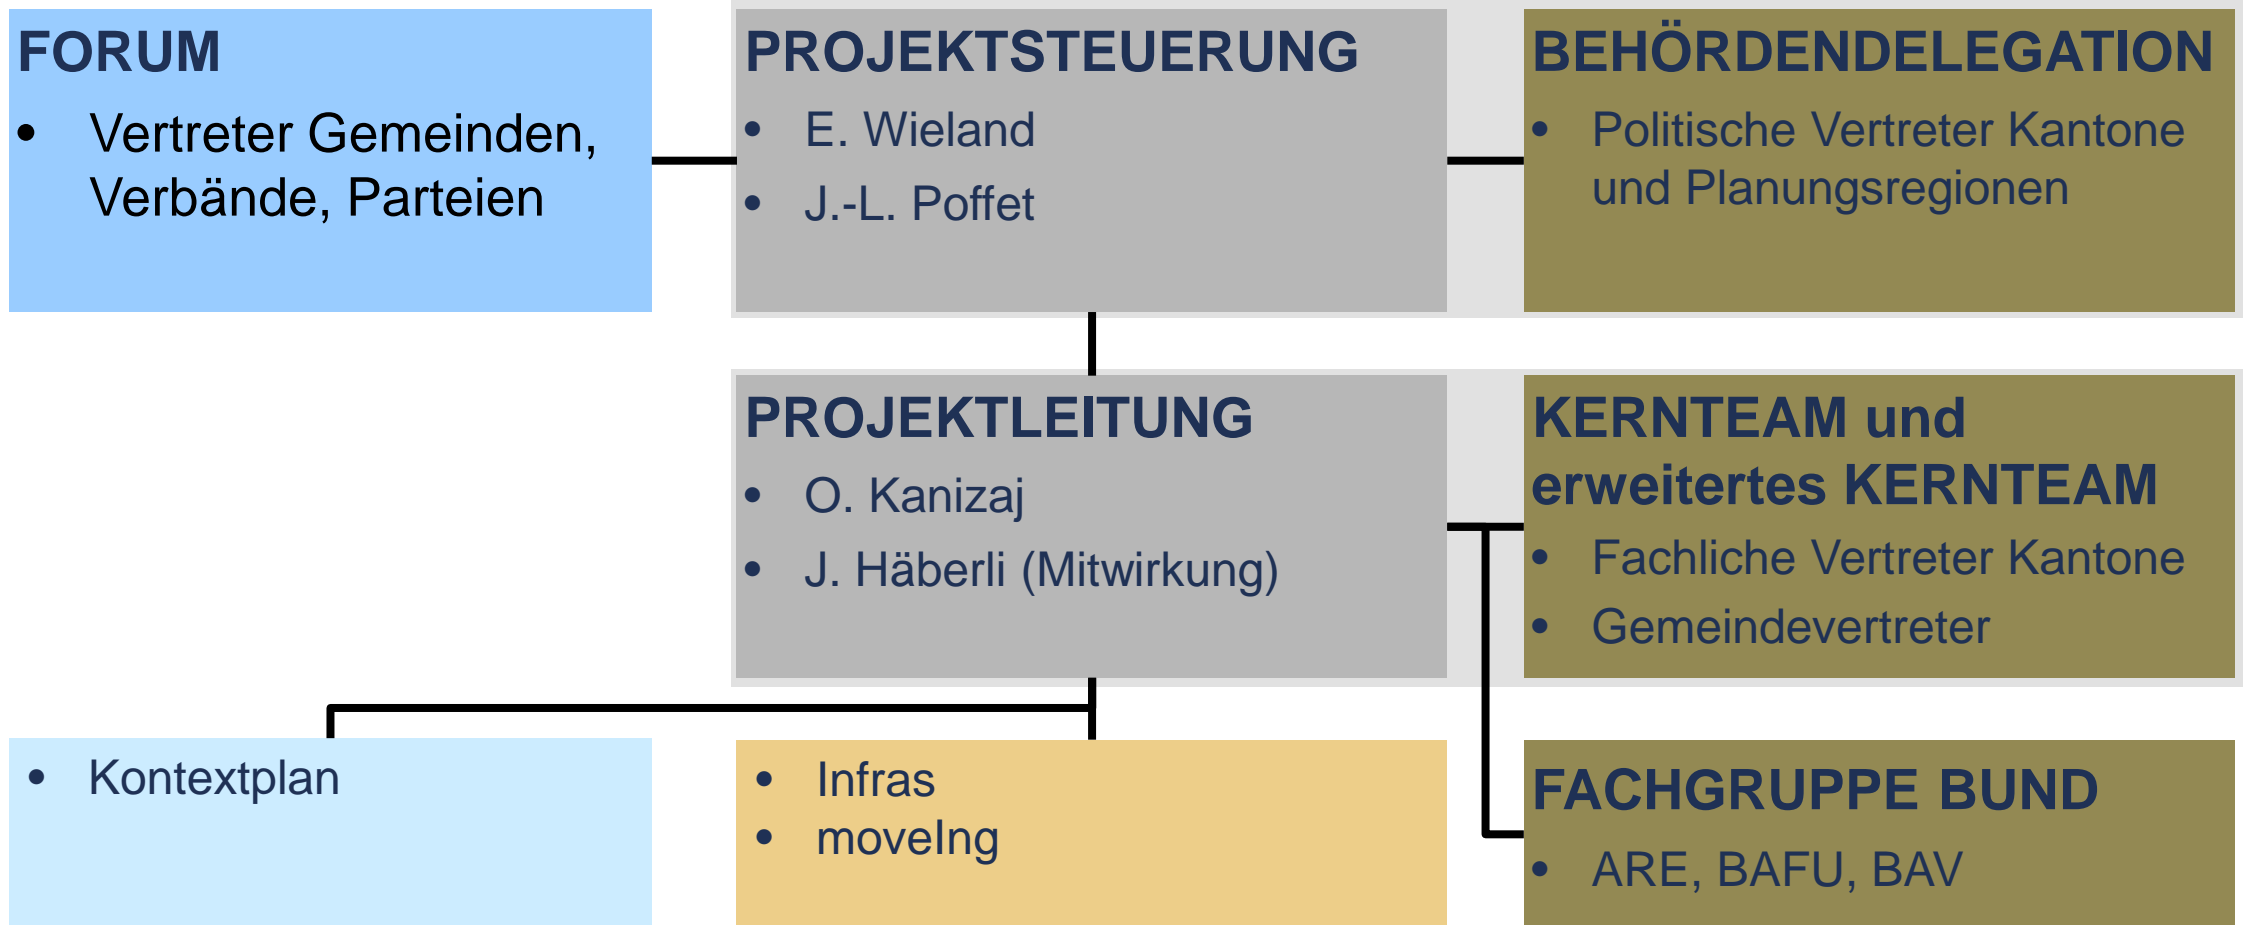 FORUM
• Vertreter Gemeinden,
Verbände, Parteien
PROJEKTSTEUERUNG
• E. Wieland
• J.-L. Poffet
BEHÖRDENDELEGATION
• Politische Vertreter Kantone
und Planungsregionen
PROJEKTLEITUNG
• O. Kanizaj
• J. Häberli (Mitwirkung)
KERNTEAM und
erweitertes KERNTEAM
• Fachliche Vertreter Kantone
• Gemeindevertreter
• Kontextplan
• Infras
• moveIng
FACHGRUPPE BUND
• ARE, BAFU, BAV